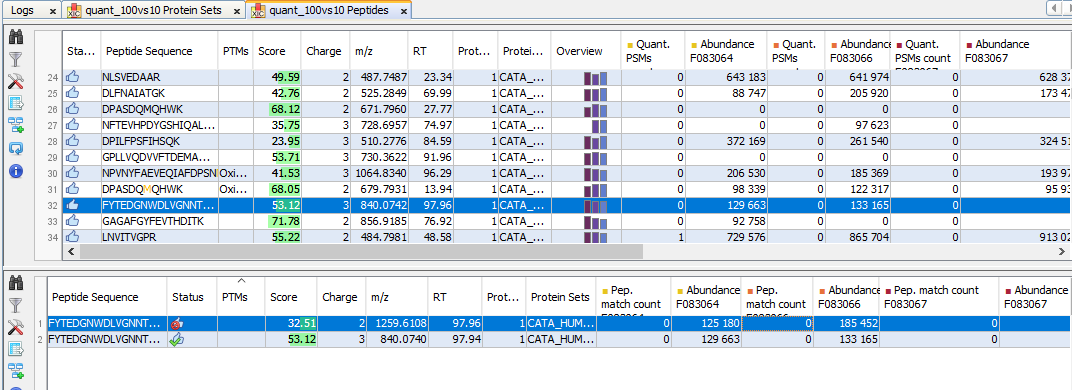 Logs quant_100vs10 Protein Sets quant_100vs10 Peptides
Sta... Peptide Sequence PTMs Score Charge m/z RT Prot... Protei... Overview Quant. PSMs Abundance F083064 Quant. PSMs Abundance F083066 Quant. PSMs count F083067 Abundance F083067
24 NLSVEDAAR 49.59 2 487.7487 23.34 1 CATA_... 0 643 183 0 641 974 0 628 37
25 DLFNAIATGK 42.76 2 525.2849 69.99 1 CATA_... 0 88 747 0 205 920 0 173 47
26 DPASDQMQHWK 68.12 2 671.7960 27.77 1 CATA_... 0 0 0 0 0
27 NFTEVHPDYGSHIQAL... 35.75 3 728.6957 74.97 1 CATA_... 0 0 0 97 623 0
28 DPILFPSFIHSQK 23.95 3 510.2776 84.59 1 CATA_... 0 372 169 0 261 540 0 324 51
29 GPLLVQDVVFTDEMA... 53.71 3 730.3622 91.96 1 CATA_... 0 0 0 0 0
30 NPVNYFAEVEQIAFDPSN Oxi... 41.53 3 1064.8340 96.29 1 CATA_... 0 206 530 0 185 369 0 193 97
31 DPASDQMQHWK Oxi... 68.05 2 679.7931 13.94 1 CATA_... 0 98 339 0 122 317 0 95 93
32 FYTEDGNWDLVGNNT... 53.12 3 840.0742 97.96 1 CATA_... 0 129 663 0 133 165 0
33 GAGAFGYFEVTHDITK 71.78 2 856.9185 76.92 1 CATA_... 0 92 758 0 0 0
34 LNVITVGPR 55.22 2 484.7981 48.58 1 CATA_... 1 729 576 0 865 704 0 913 02
Peptide Sequence Status PTMs Score Charge m/z RT Prot... Protein Sets Pep. match count Abundance F083064 Pep. match count Abundance F083066 Pep. match count F083067 Abundance F083067
1 FYTEDGNWDLVGNNT... 32.51 2 1259.6108 97.96 1 CATA_HUM... 0 125 180 0 185 452 0
2 FYTEDGNWDLVGNNT... 53.12 3 840.0740 97.94 1 CATA_HUM... 0 129 663 0 133 165 0